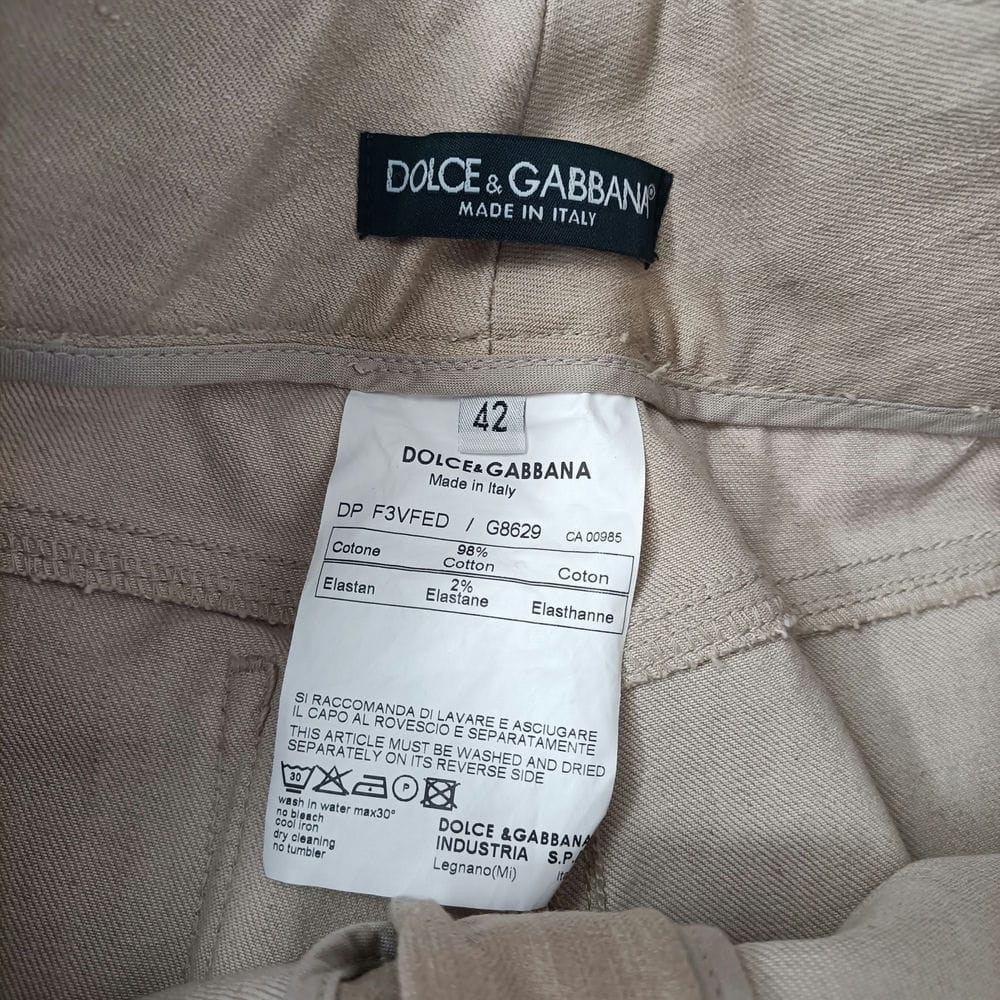 DOLCE & GABBANA®
MADE IN ITALY
42
DOLCE&GABBANA
Made in Italy
DP F3VFED / G8629 CA 00985
Cotone 98% Cotton Coton
Elastan 2% Elastane Elasthanne
SI RACCOMANDA DI LAVARE E ASCIUGARE
IL CAPO AL ROVESCIO E SEPARATAMENTE
THIS ARTICLE MUST BE WASHED AND DRIED
SEPARATELY ON ITS REVERSE SIDE
30 P
wash in water max30°
no bleach
cool iron
dry cleaning
no tumbler
DOLCE & GABBANA
INDUSTRIA S.P.
Legnano(Mi)